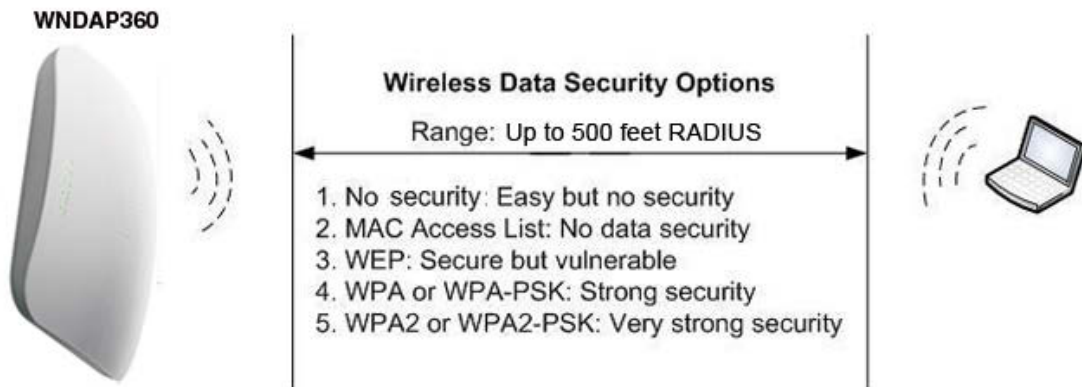 WNDAP360
Wireless Data Security Options
Range: Up to 500 feet RADIUS
1. No security: Easy but no security
2. MAC Access List: No data security
3. WEP: Secure but vulnerable
4. WPA or WPA-PSK: Strong security
5. WPA2 or WPA2-PSK: Very strong security